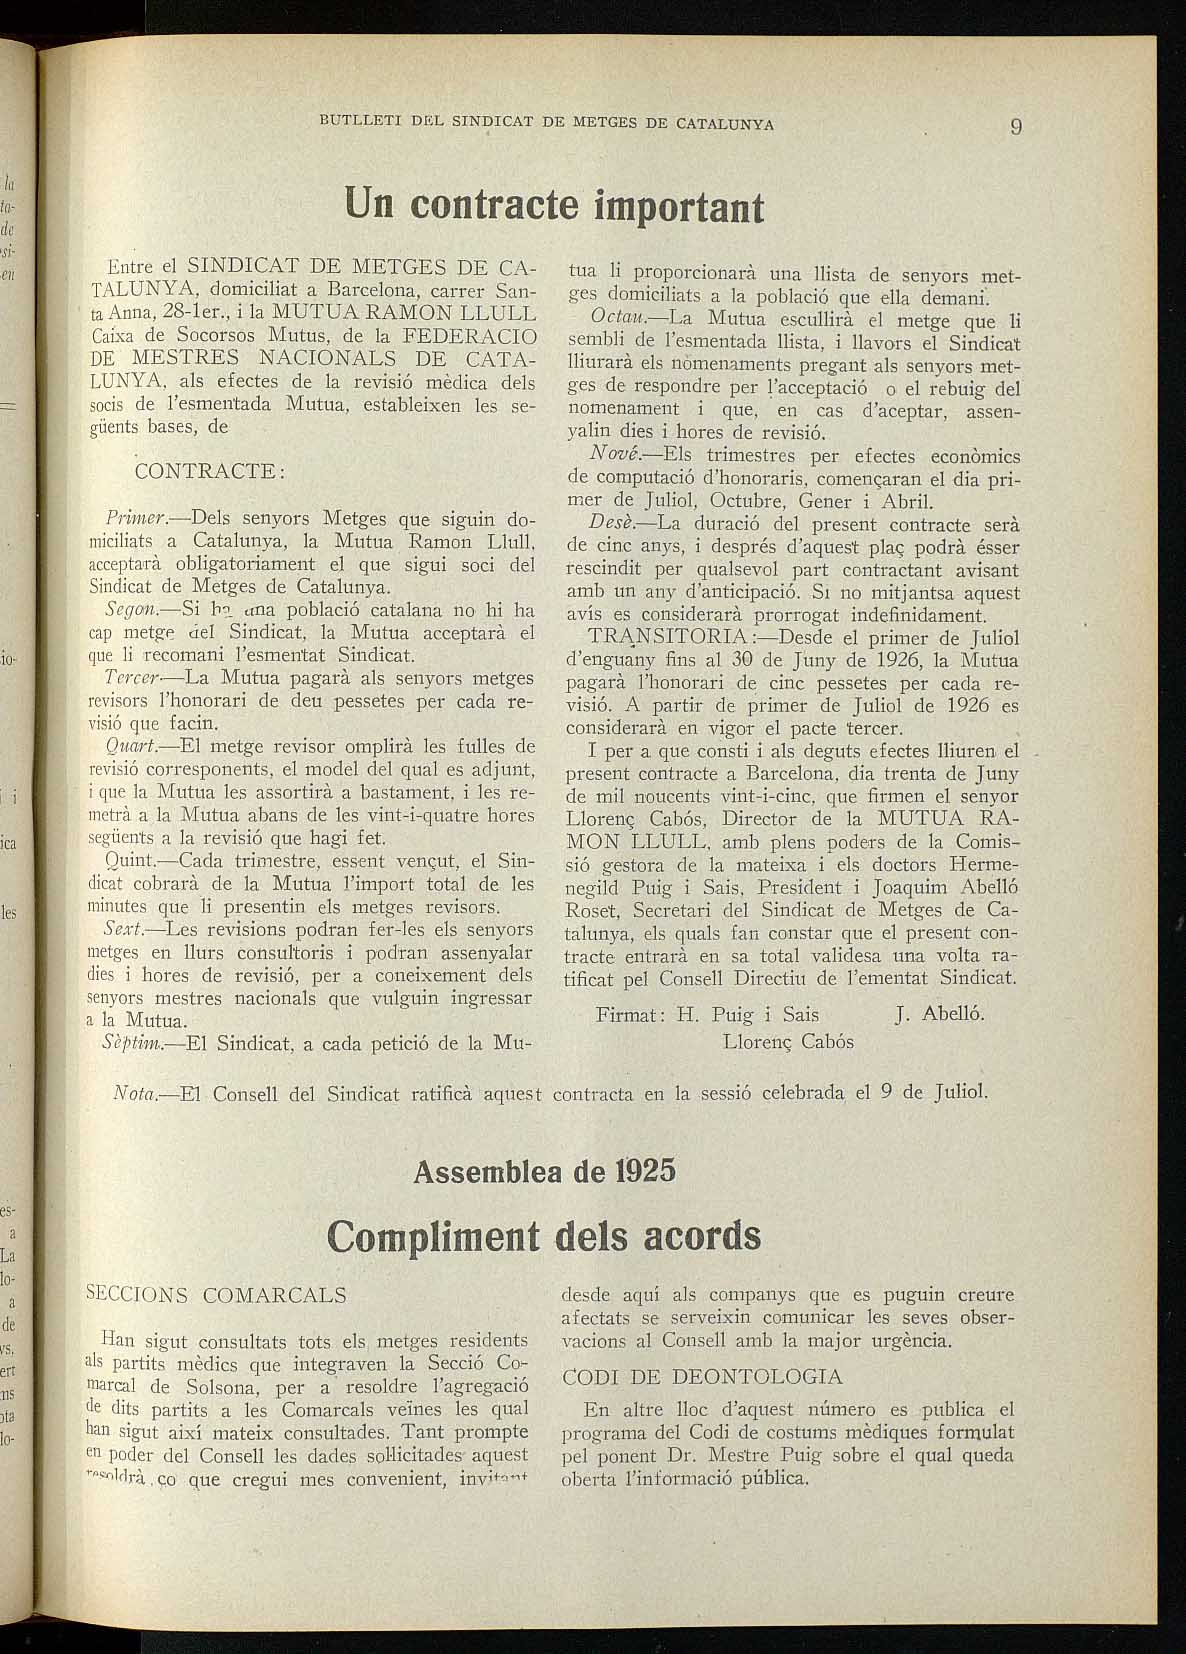 BUTLLETI DEL SINDICAT DE METGES DE CATALUNYA
9
Un contracte important
Entre el SINDICAT DE METGES DE CA-
TALUNYA, domiciliat a Barcelona, carrer San-
ta Anna, 28-1er., i la MUTUA RAMON LLULL
Caixa de Socorsos Mutus, de la FEDERACIO
DE MESTRES NACIONALS DE CATA-
LUNYA, als efectes de la revisió mèdica dels
socis de l'esmentada Mutua, estableixen les se-
güents bases, de
CONTRACTE:
Primer.—Dels senyors Metges que siguin do-
miciliats a Catalunya, la Mutua Ramon Llull,
acceptarà obligatoriament el que sigui soci del
Sindicat de Metges de Catalunya.
Segon.—Si una població catalana no hi ha
cap metge del Sindicat, la Mutua acceptarà el
que li recomani l'esmentat Sindicat.
Tercer.—La Mutua pagarà als senyors metges
revisors l'honorari de deu pessetes per cada re-
visió que facin.
Quart.—El metge revisor omplirà les fulles de
revisió corresponents, el model del qual es adjunt,
i que la Mutua les assortirà a bastament, i les re-
metrà a la Mutua abans de les vint-i-quatre hores
següents a la revisió que hagi fet.
Quint.—Cada trimestre, essent vençut, el Sin-
dicat cobrarà de la Mutua l'import total de les
minutes que li presentin els metges revisors.
Sext.—Les revisions podran fer-les els senyors
metges en llurs consultoris i podran assenyalar
dies i hores de revisió, per a coneixement dels
senyors mestres nacionals que vulguin ingressar
a la Mutua.
Sèptim.—El Sindicat, a cada petició de la Mu-
tua li proporcionarà una llista de senyors met-
ges domiciliats a la població que ella demani.
Octau.—La Mutua escullirà el metge que li
sembli de l'esmentada llista, i llavors el Sindicat
lliurarà els nomenaments pregant als senyors met-
ges de respondre per l'acceptació o el rebuig del
nomenament i que, en cas d'aceptar, assen-
yalin dies i hores de revisió.
Nové.—Els trimestres per efectes econòmics
de computació d'honoraris, començaran el dia pri-
mer de Juliol, Octubre, Gener i Abril.
Desè.—La duració del present contracte serà
de cinc anys, i després d'aquest plaç podrà ésser
rescindit per qualsevol part contractant avisant
amb un any d'anticipació. Si no mitjantsa aquest
avís es considerarà prorrogat indefinidament.
TRANSITORIA:—Desde el primer de Juliol
d'enguany fins al 30 de Juny de 1926, la Mutua
pagarà l'honorari de cinc pessetes per cada re-
visió. A partir de primer de Juliol de 1926 es
considerarà en vigor el pacte tercer.
I per a que consti i als deguts efectes lliuren el
present contracte a Barcelona, dia trenta de Juny
de mil noucents vint-i-cinc, que firmen el senyor
Llorenç Cabós, Director de la MUTUA RA-
MON LLULL, amb plens poders de la Comis-
sió gestora de la mateixa i els doctors Herme-
negild Puig i Sais, President i Joaquim Abelló
Roset, Secretari del Sindicat de Metges de Ca-
talunya, els quals fan constar que el present con-
tracte entrarà en sa total validesa una volta ra-
tificat pel Consell Directiu de l'ementat Sindicat.
Firmat: H. Puig i Sais J. Abelló.
Llorenç Cabós
Nota.—El Consell del Sindicat ratificà aquest contracta en la sessió celebrada el 9 de Juliol.
Assemblea de 1925
Compliment dels acords
SECCIONS COMARCALS
Han sigut consultats tots els metges residents
als partits mèdics que integraven la Secció Co-
marcal de Solsona, per a resoldre l'agregació
de dits partits a les Comarcals veïnes les qual
han sigut així mateix consultades. Tant prompte
en poder del Consell les dades sol·licitades aquest
resoldrà ço que cregui mes convenient, invitant
desde aquí als companys que es puguin creure
afectats se serveixin comunicar les seves obser-
vacions al Consell amb la major urgència.
CODI DE DEONTOLOGIA
En altre lloc d'aquest número es publica el
programa del Codi de costums mèdiques formulat
pel ponent Dr. Mestre Puig sobre el qual queda
oberta l'informació pública.